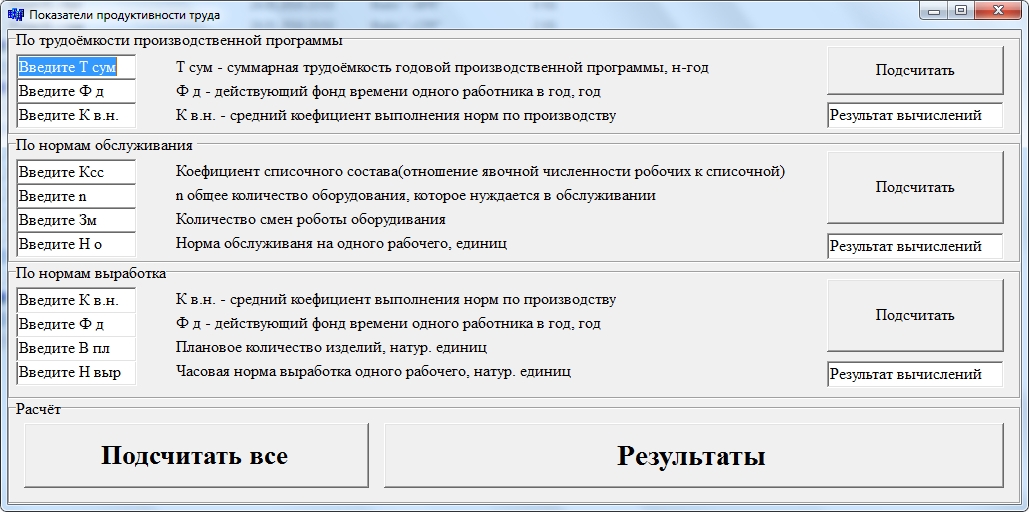 Показатели продуктивности труда
По трудоёмкости производственной программы
Введите Т сум Т сум - суммарная трудоёмкость годовой производственной программы, н-год Подсчитать
Введите Ф д Ф д - действующий фонд времени одного работника в год, год
Введите К в.н. К в.н. - средний коефициент выполнения норм по производству Результат вычислений
По нормам обслуживания
Введите Ксс Коефициент списочного состава(отношение явочной численности робочих к списочной) Подсчитать
Введите n n общее количество оборудования, которое нуждается в обслуживании
Введите Зм Количество смен роботы оборудивания
Введите Н о Норма обслуживаня на одного рабочего, единиц Результат вычислений
По нормам выработка
Введите К в.н. К в.н. - средний коефициент выполнения норм по производству Подсчитать
Введите Ф д Ф д - действующий фонд времени одного работника в год, год
Введите В пл Плановое количество изделий, натур. единиц
Введите Н выр Часовая норма выработка одного рабочего, натур. единиц Результат вычислений
Расчёт
Подсчитать все Результаты